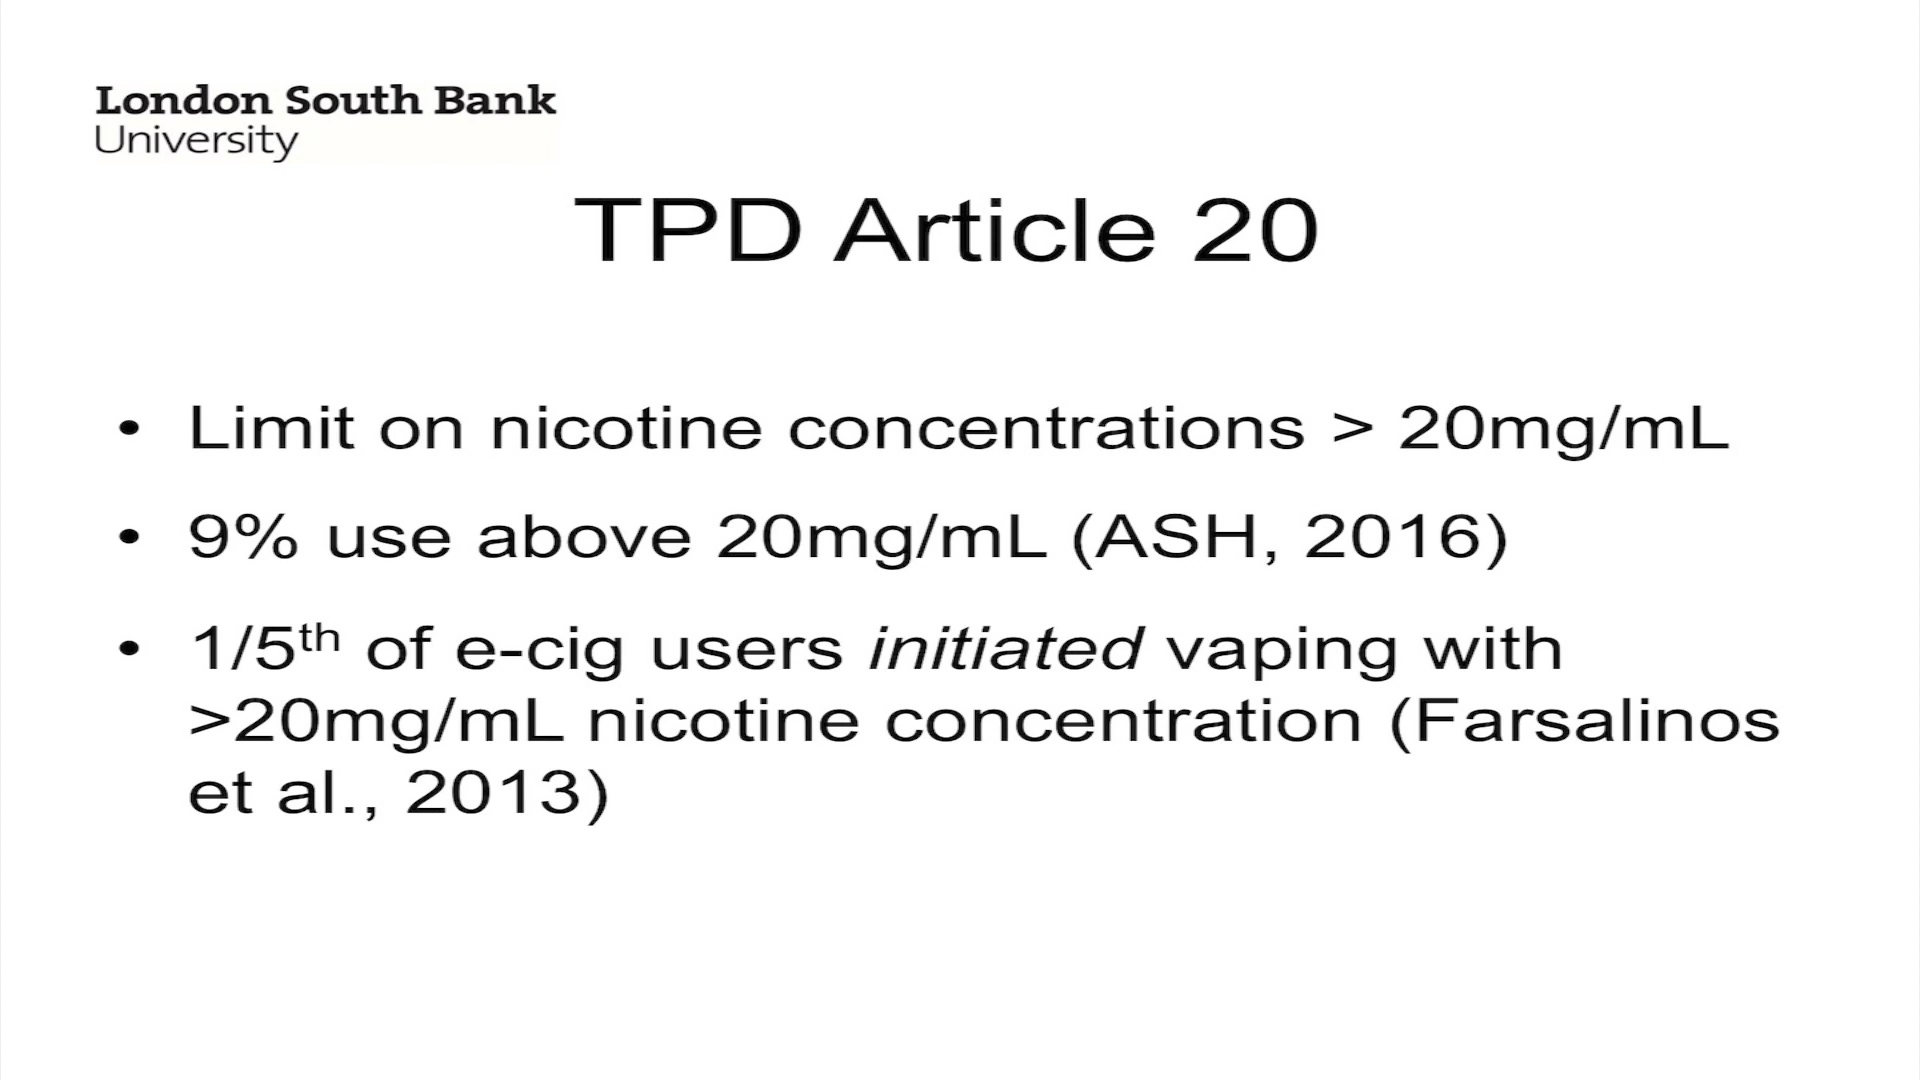 London South Bank
University
TPD Article 20
• Limit on nicotine concentrations > 20mg/mL
• 9% use above 20mg/mL (ASH, 2016)
• 1/5th of e-cig users initiated vaping with
>20mg/mL nicotine concentration (Farsalinos
et al., 2013)